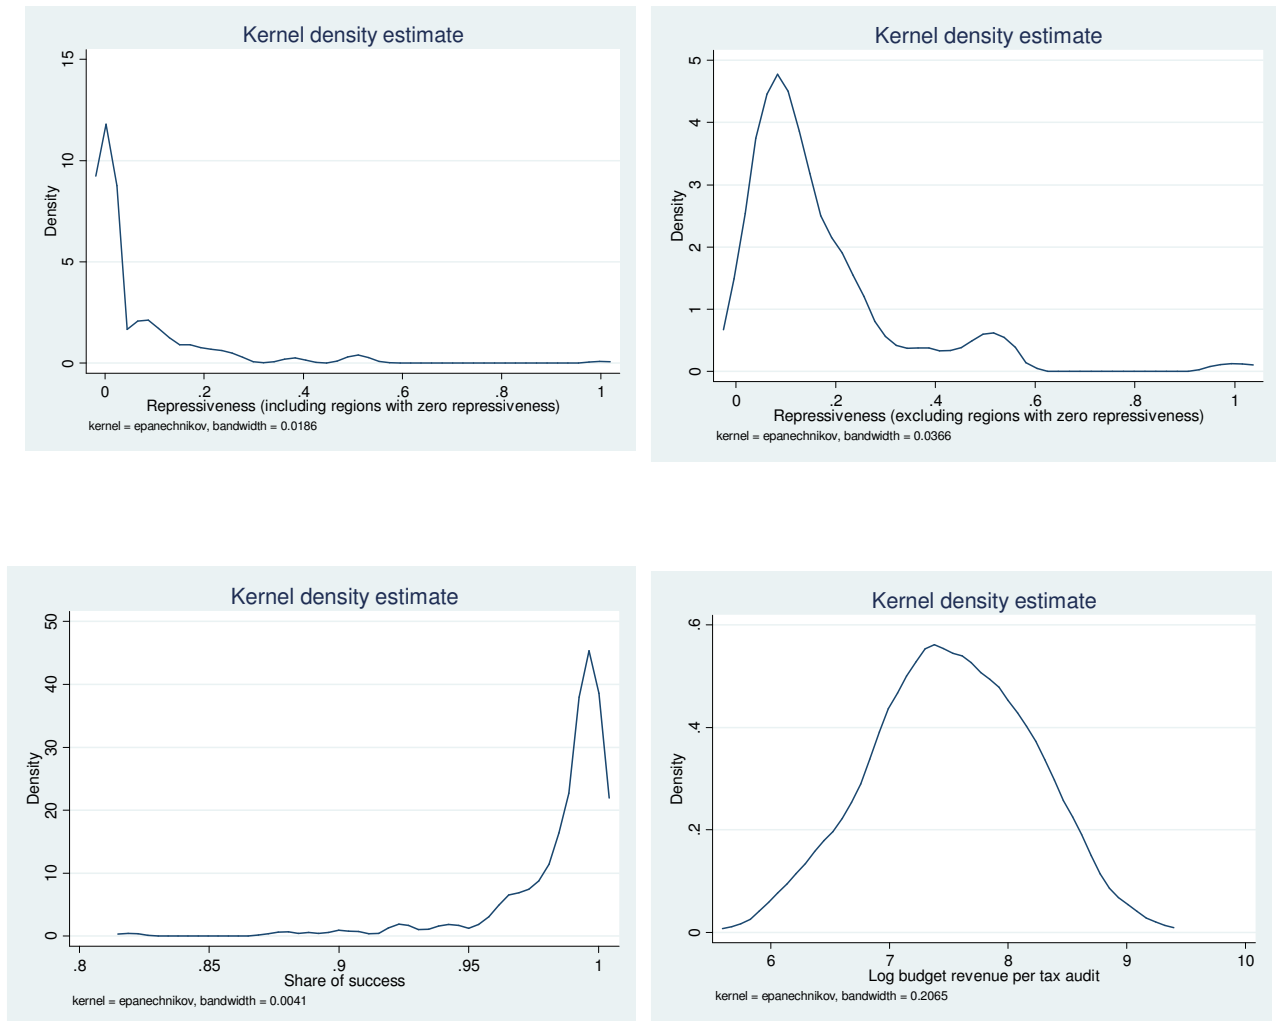 Kernel density estimate
15
10
5
0
Density
0 .2 .4 .6 .8 1
Repressiveness (including regions with zero repressiveness)
kernel = epanechnikov, bandwidth = 0.0186
Kernel density estimate
5
4
3
2
1
0
Density
0 .2 .4 .6 .8 1
Repressiveness (excluding regions with zero repressiveness)
kernel = epanechnikov, bandwidth = 0.0366
Kernel density estimate
50
40
30
20
10
0
Density
.8 .85 .9 .95 1
Share of success
kernel = epanechnikov, bandwidth = 0.0041
Kernel density estimate
.6
.4
.2
0
Density
6 7 8 9 10
Log budget revenue per tax audit
kernel = epanechnikov, bandwidth = 0.2065